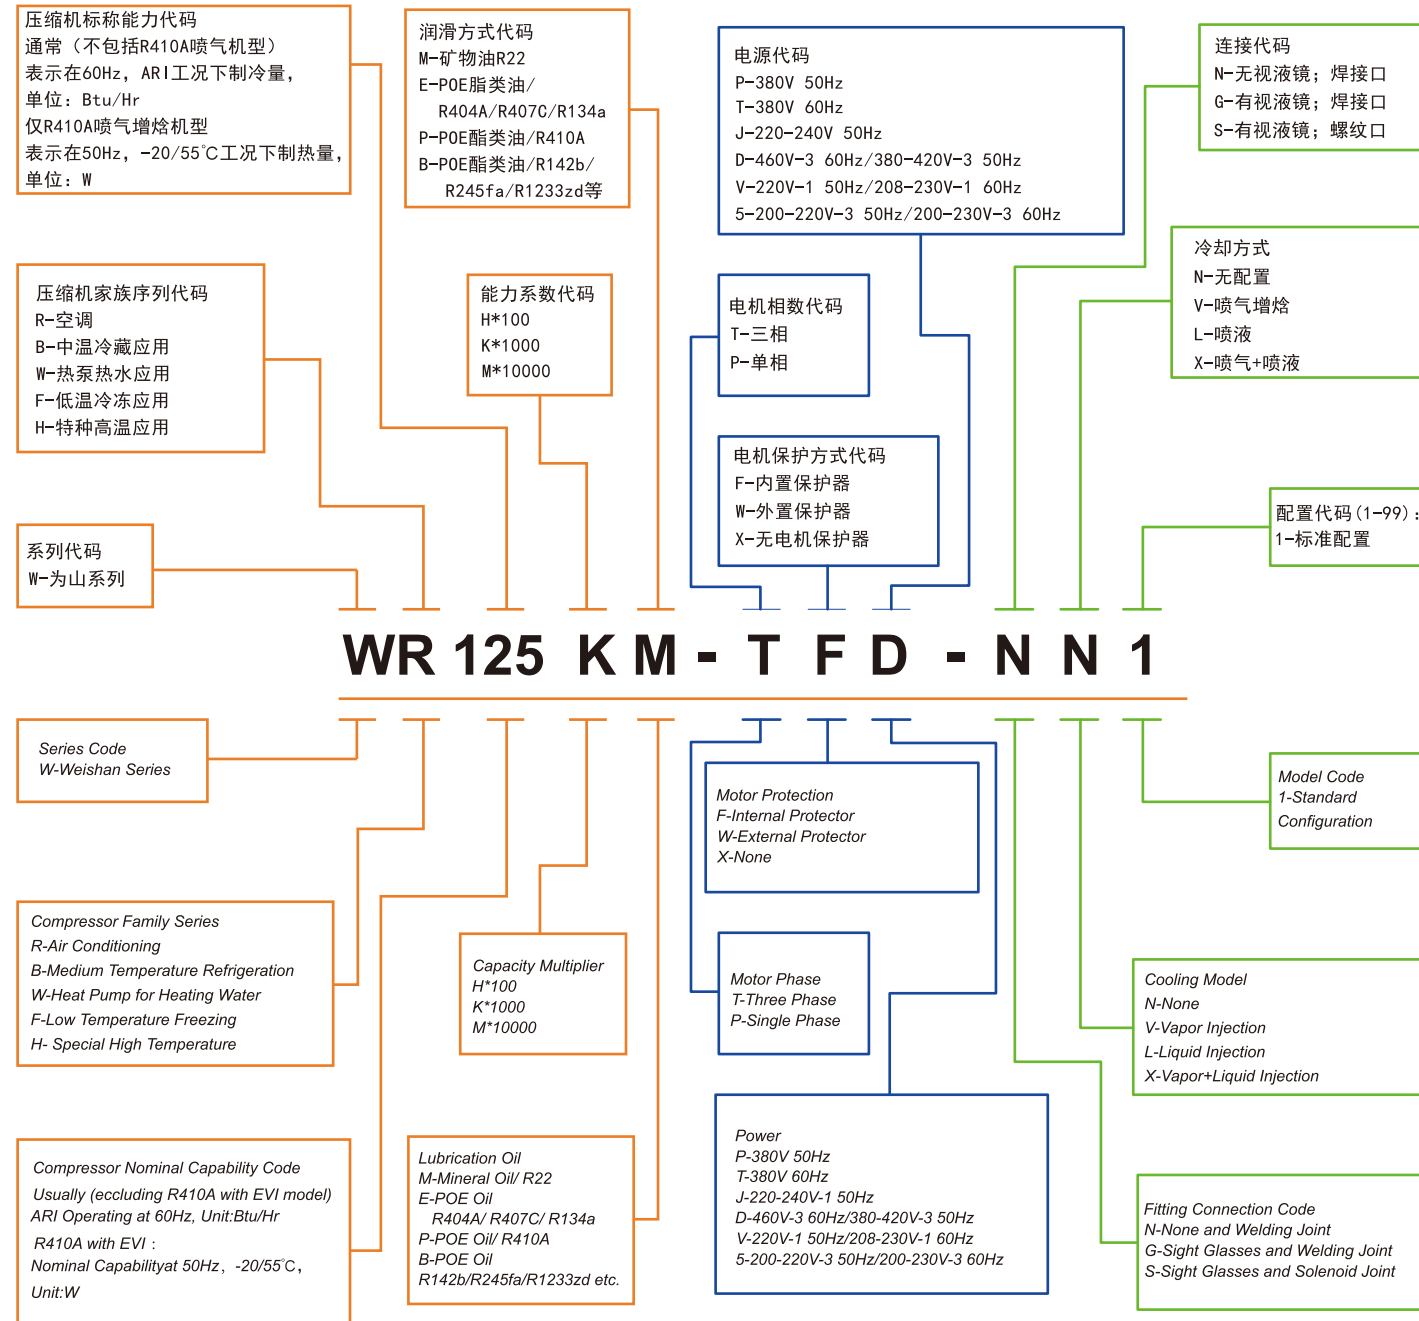 压缩机标称能力代码
通常（不包括R410A喷气机型）
表示在60Hz, ARI工况下制冷量,
单位: Btu/Hr
仅R410A喷气增焓机型
表示在50Hz, -20/55℃工况下制热量,
单位: W
润滑方式代码
M-矿物油R22
E-POE脂类油/
R404A/R407C/R134a
P-POE酯类油/R410A
B-POE酯类油/R142b/
R245fa/R1233zd等
电源代码
P-380V 50Hz
T-380V 60Hz
J-220-240V 50Hz
D-460V-3 60Hz/380-420V-3 50Hz
V-220V-1 50Hz/208-230V-1 60Hz
5-200-220V-3 50Hz/200-230V-3 60Hz
连接代码
N-无视液镜; 焊接口
G-有视液镜; 焊接口
S-有视液镜; 螺纹口
压缩机家族序列代码
R-空调
B-中温冷藏应用
W-热泵热水应用
F-低温冷冻应用
H-特种高温应用
能力系数代码
H*100
K*1000
M*10000
电机相数代码
T-三相
P-单相
冷却方式
N-无配置
V-喷气增焓
L-喷液
X-喷气+喷液
电机保护方式代码
F-内置保护器
W-外置保护器
X-无电机保护器
配置代码(1-99):
1-标准配置
系列代码
W-为山系列
WR 125 K M - T F D - N N 1
Series Code
W-Weishan Series
Motor Protection
F-Internal Protector
W-External Protector
X-None
Model Code
1-Standard
Configuration
Compressor Family Series
R-Air Conditioning
B-Medium Temperature Refrigeration
W-Heat Pump for Heating Water
F-Low Temperature Freezing
H- Special High Temperature
Capacity Multiplier
H*100
K*1000
M*10000
Motor Phase
T-Three Phase
P-Single Phase
Cooling Model
N-None
V-Vapor Injection
L-Liquid Injection
X-Vapor+Liquid Injection
Compressor Nominal Capability Code
Usually (eccluding R410A with EVI model)
ARI Operating at 60Hz, Unit:Btu/Hr
R410A with EVI :
Nominal Capabilityat 50Hz, -20/55℃,
Unit:W
Lubrication Oil
M-Mineral Oil/ R22
E-POE Oil
R404A/ R407C/ R134a
P-POE Oil/ R410A
B-POE Oil
R142b/R245fa/R1233zd etc.
Power
P-380V 50Hz
T-380V 60Hz
J-220-240V-1 50Hz
D-460V-3 60Hz/380-420V-3 50Hz
V-220V-1 50Hz/208-230V-1 60Hz
5-200-220V-3 50Hz/200-230V-3 60Hz
Fitting Connection Code
N-None and Welding Joint
G-Sight Glasses and Welding Joint
S-Sight Glasses and Solenoid Joint